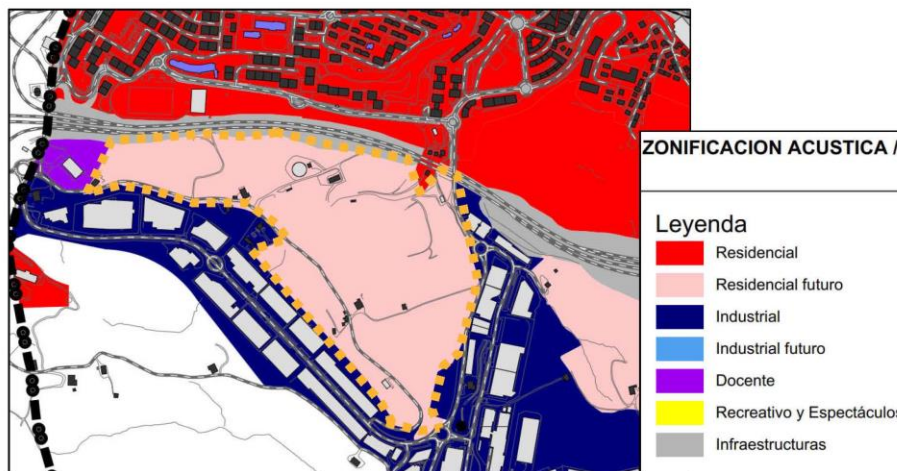 ZONIFICACION ACUSTICA /
Leyenda
Residencial
Residencial futuro
Industrial
Industrial futuro
Docente
Recreativo y Espectáculos
Infraestructuras